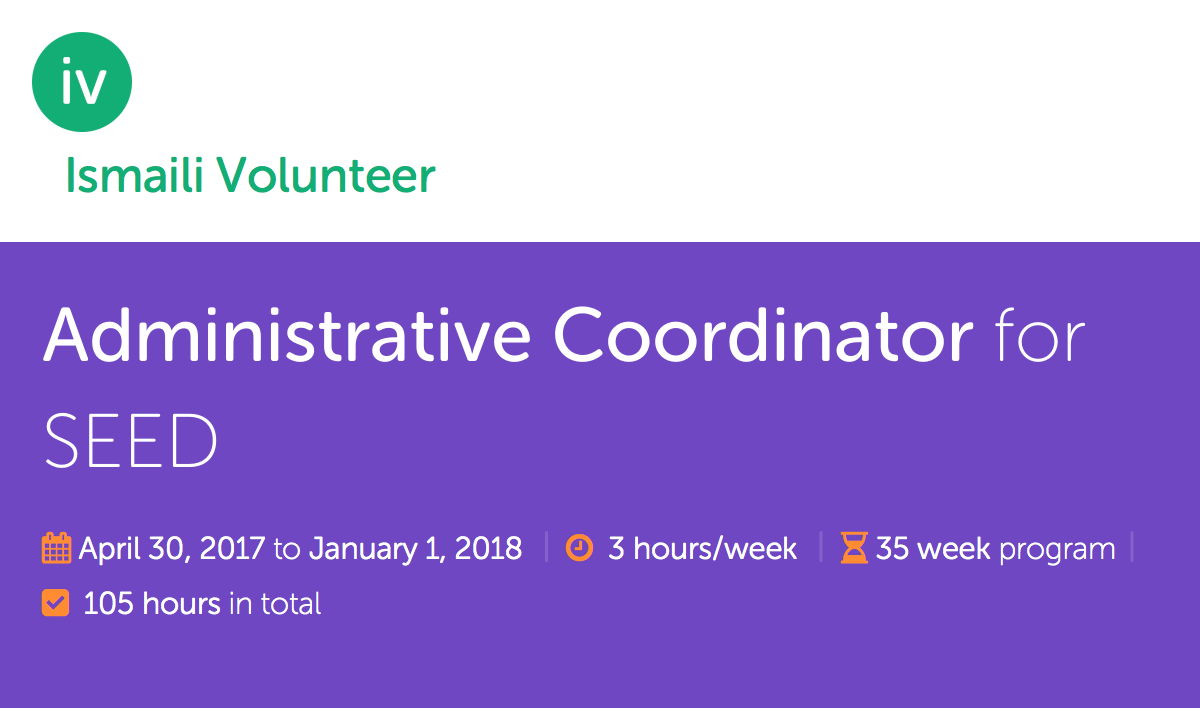 iv
Ismaili Volunteer
Administrative Coordinator for
SEED
April 30, 2017 to January 1, 2018 | 3 hours/week | 35 week program |
105 hours in total